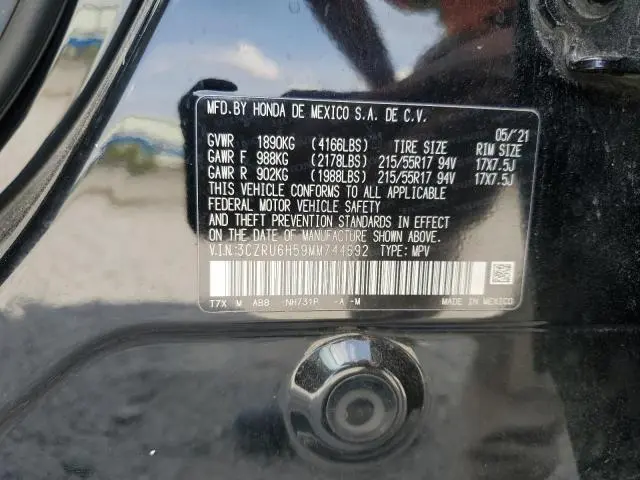 MFD. BY HONDA DE MEXICO S.A. DE C.V.
05/'21
GVWR 1890KG (4166LBS) TIRE SIZE RIM SIZE
GAWR F 988KG (2178LBS) 215/55R17 94V 17X7.5J
GAWR R 902KG (1988LBS) 215/55R17 94V 17X7.5J
THIS VEHICLE CONFORMS TO ALL APPLICABLE
FEDERAL MOTOR VEHICLE SAFETY
AND THEFT PREVENTION STANDARDS IN EFFECT
ON THE DATE OF MANUFACTURE SHOWN ABOVE.
V.I.N.:3CZRU6H59MM744692 TYPE: MPV
T7X M A88 NH731P -A -M MADE IN MEXICO